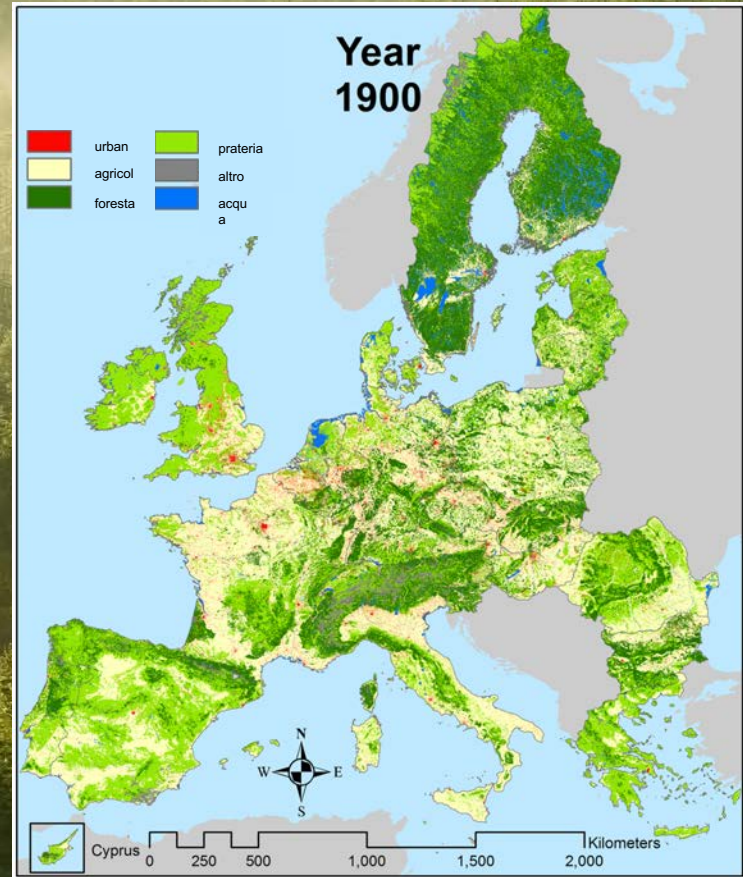 Year
1900
urban
prateria
agricol
altro
foresta
acqu
a
N
W E
S
Cyprus
0 250 500 1,000 1,500 2,000
Kilometers